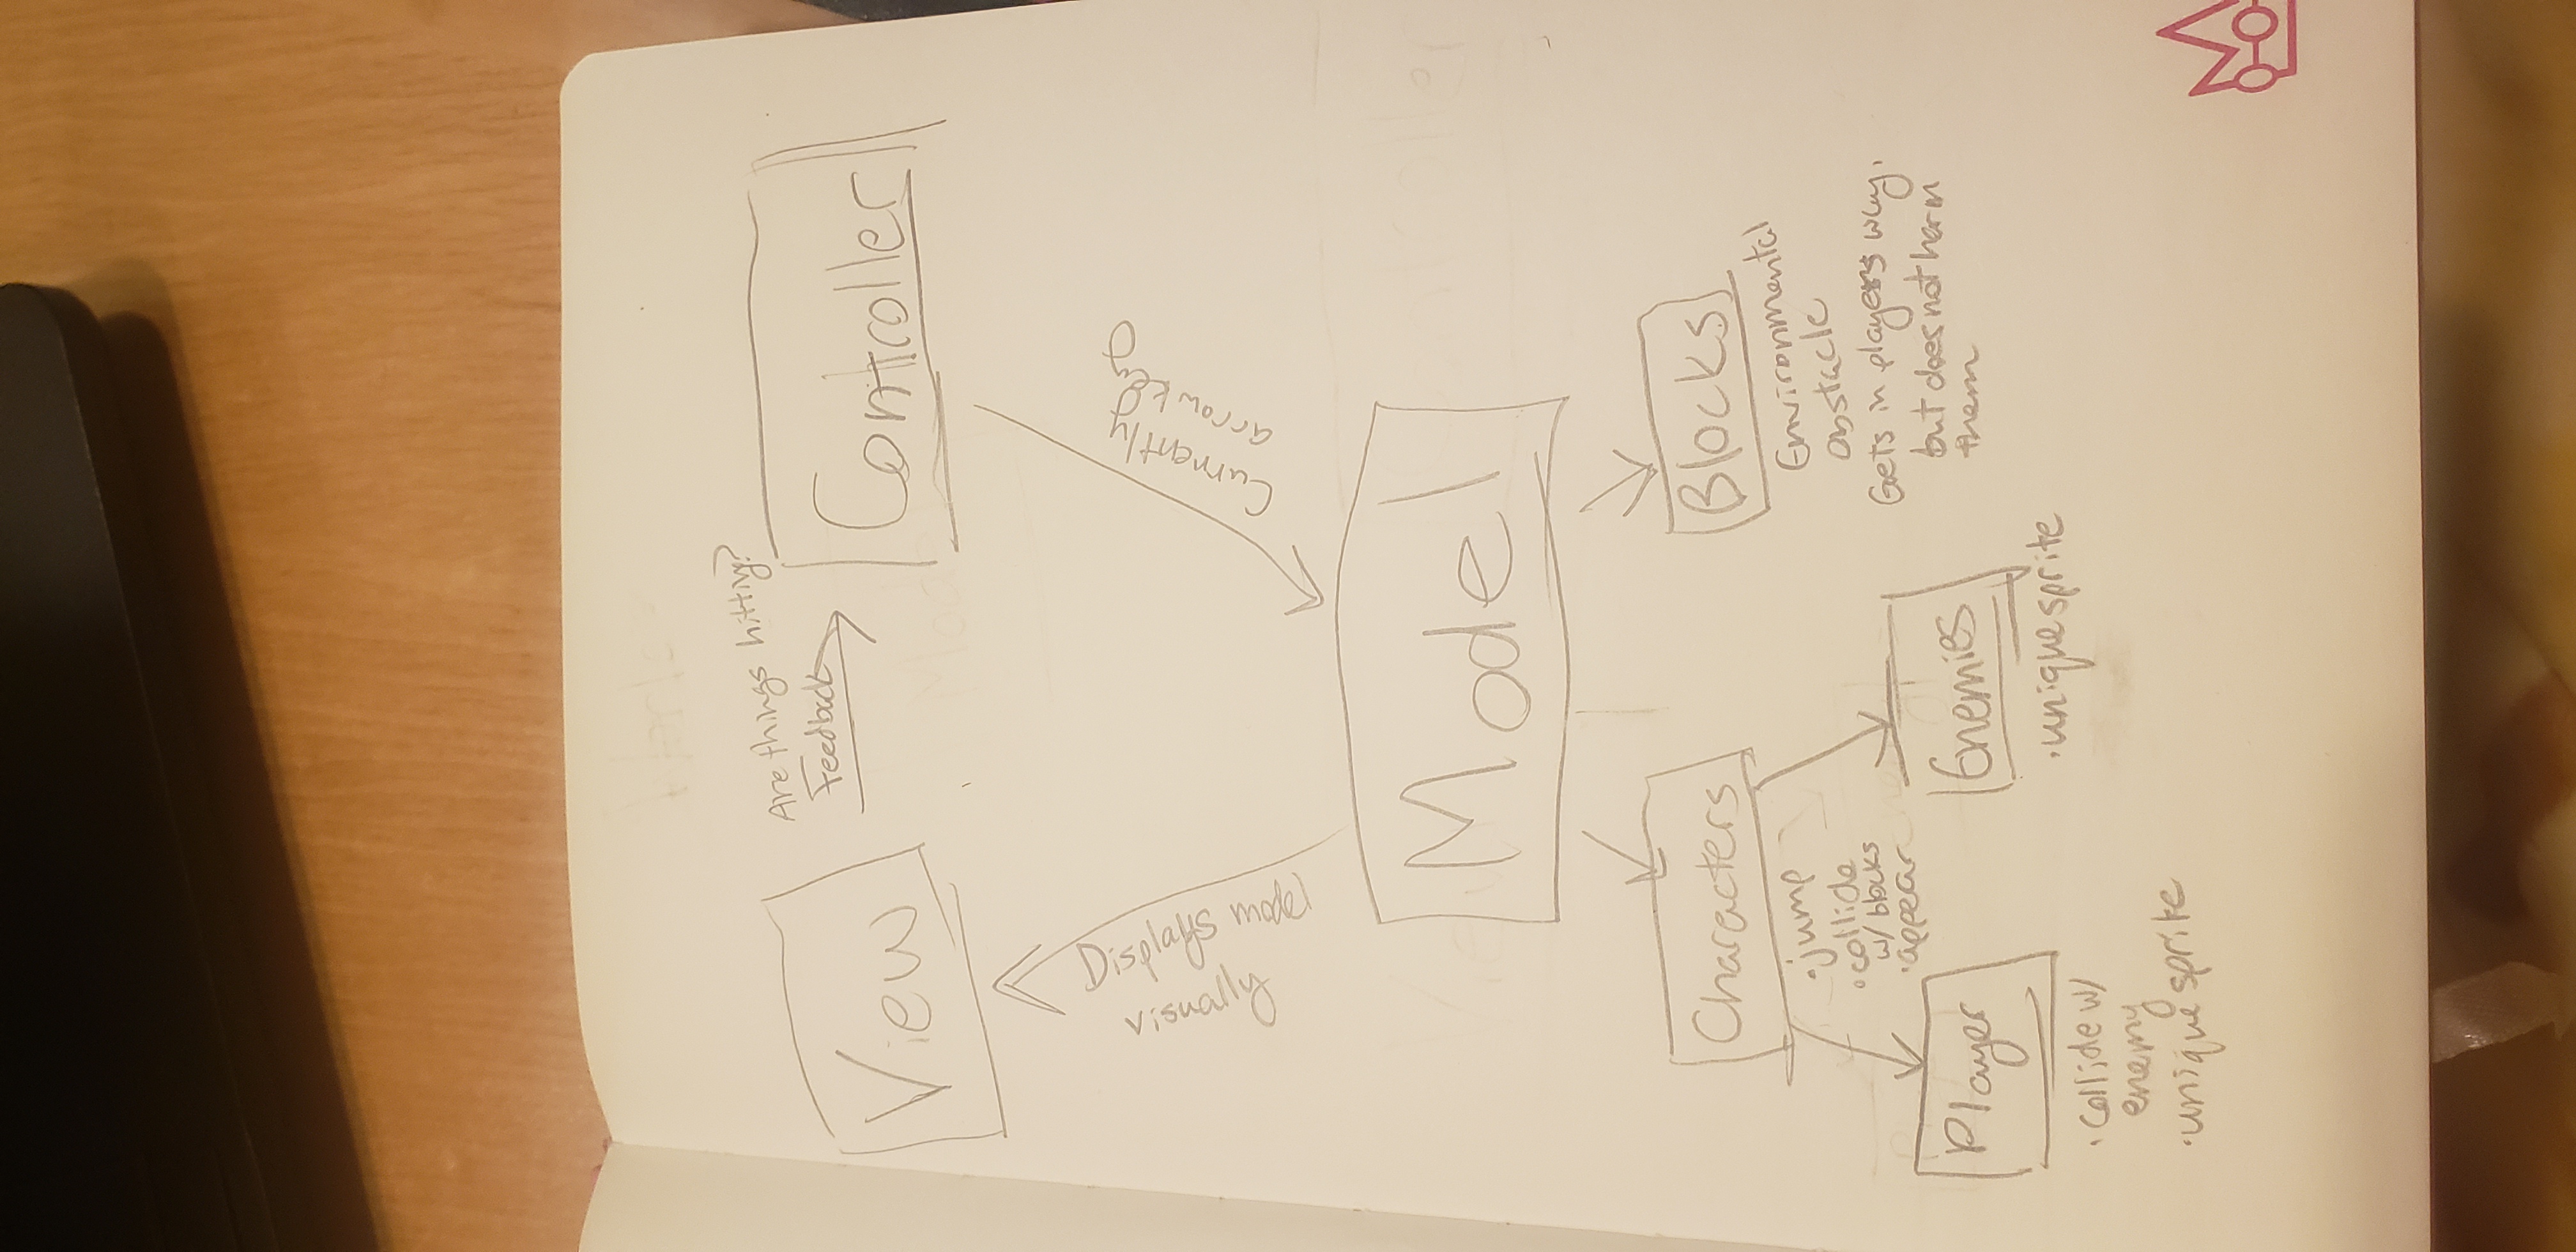 Are things hitting?
Feedback
View
Controller
Displays model
visually
Currently
arrow key
Model
Characters
Blocks
• jump
• collide
w/ blocks
• appear
Environmental
obstacle
Gets in players way,
but does not harm
them
Player
Enemies
• collide w/
enemy
• unique sprite
• unique sprite